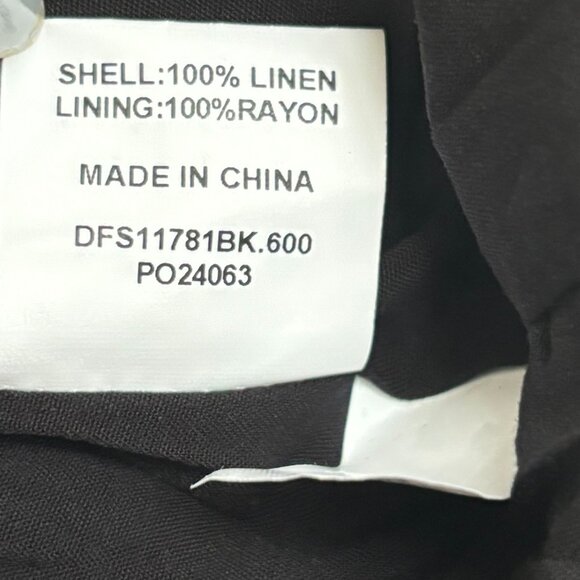 SHELL:100% LINEN
LINING:100%RAYON
MADE IN CHINA
DFS11781BK.600
PO24063